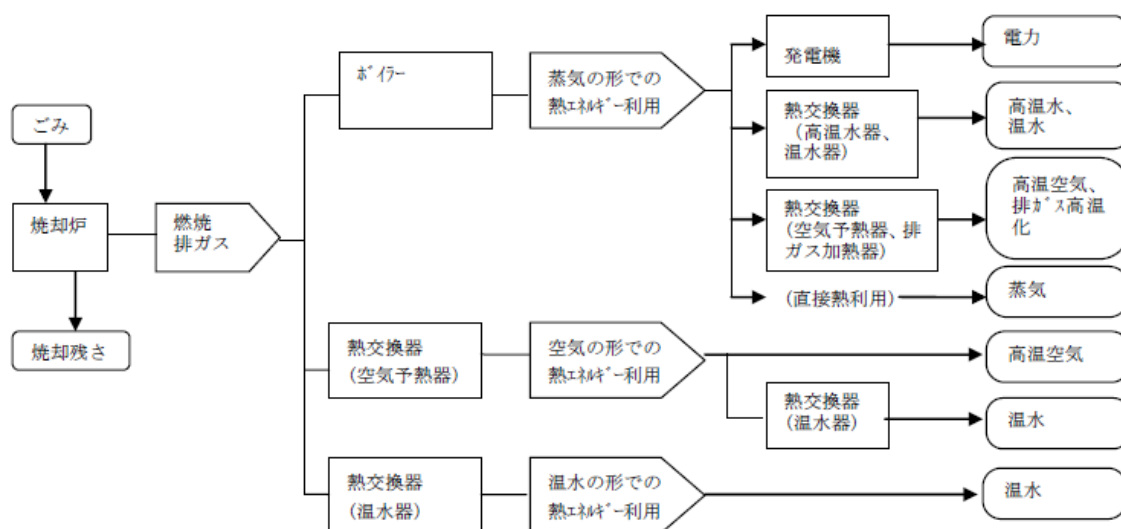 ごみ
焼却炉
焼却残さ
燃焼
排ガス
ﾎﾞｲﾗｰ
蒸気の形での
熱ｴﾈﾙｷﾞｰ利用
発電機
電力
熱交換器
(高温水器、
温水器)
高温水、
温水
熱交換器
(空気予熱器、排
ガス加熱器)
高温空気、
排ｶﾞｽ高温
化
(直接熱利用)
蒸気
熱交換器
(空気予熱器)
空気の形での
熱ｴﾈﾙｷﾞｰ利用
高温空気
熱交換器
(温水器)
温水
熱交換器
(温水器)
温水の形での
熱ｴﾈﾙｷﾞｰ利用
温水